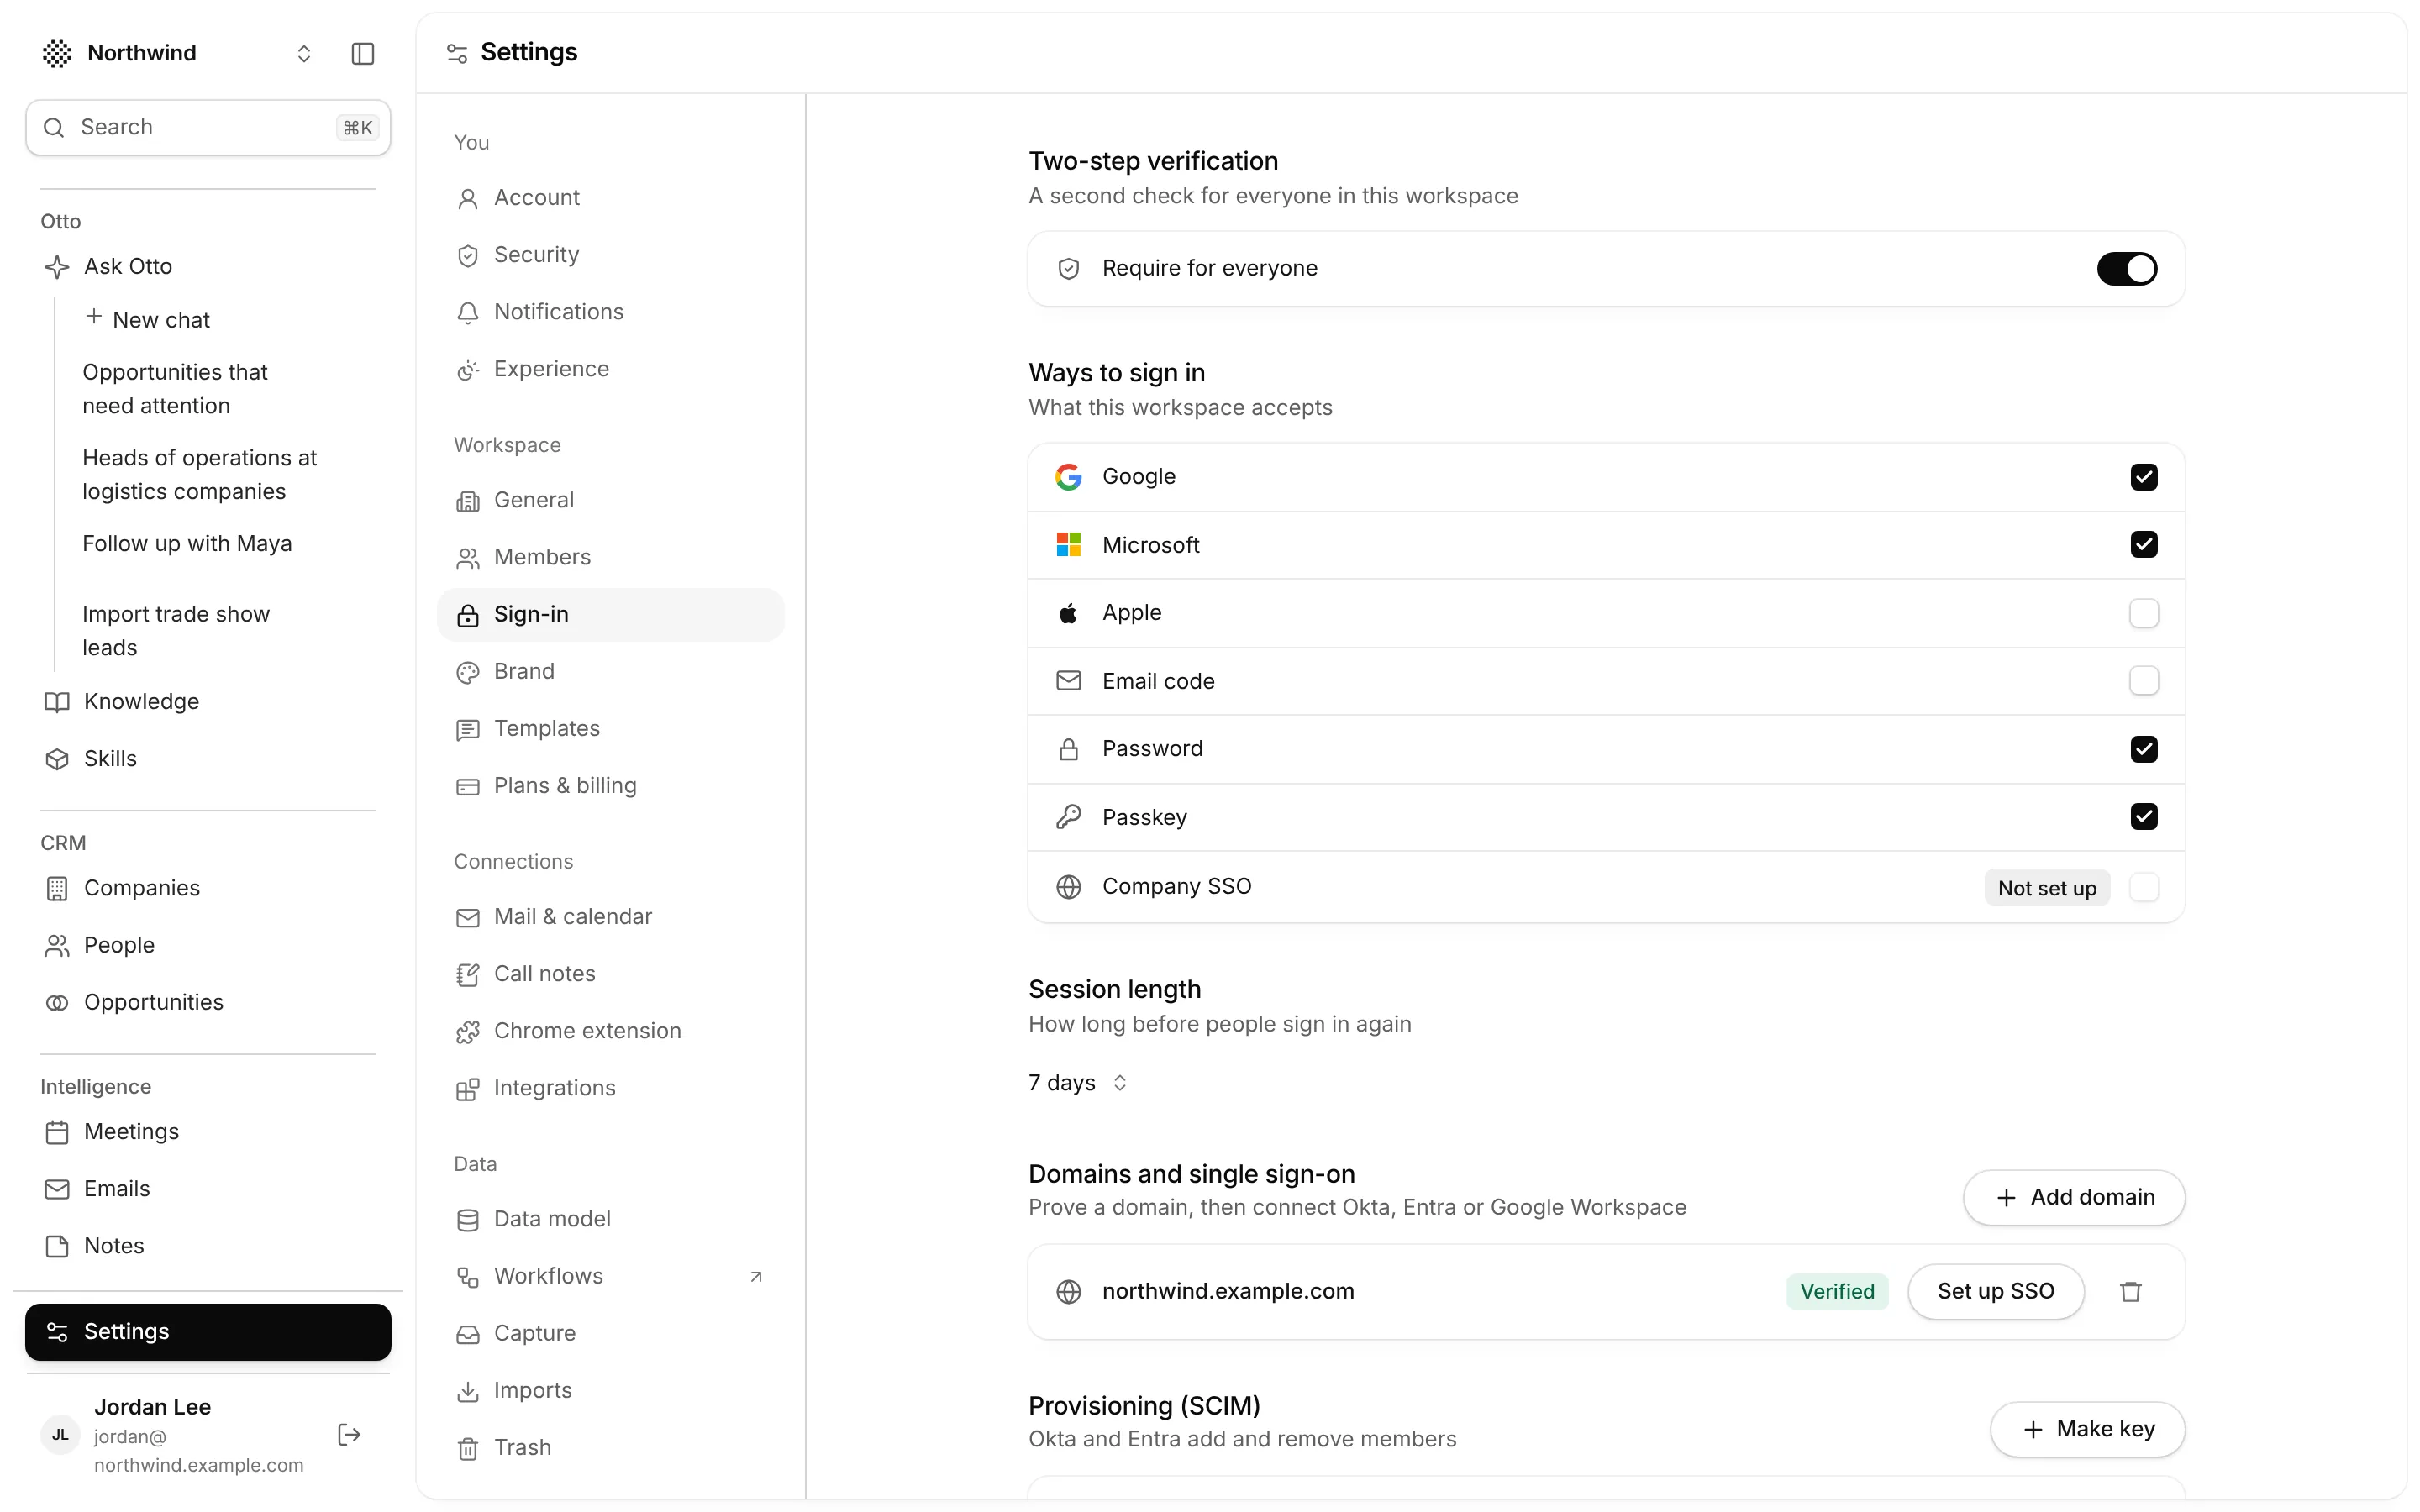 Northwind
Search
⌘K
Otto
Ask Otto
New chat
Opportunities that
need attention
Heads of operations at
logistics companies
Follow up with Maya
Import trade show
leads
Knowledge
Skills
CRM
Companies
People
Opportunities
Intelligence
Meetings
Emails
Notes
Settings
JL
Jordan Lee
jordan@
northwind.example.com
Settings
You
Account
Security
Notifications
Experience
Workspace
General
Members
Sign-in
Brand
Templates
Plans & billing
Connections
Mail & calendar
Call notes
Chrome extension
Integrations
Data
Data model
Workflows
Capture
Imports
Trash
Two-step verification
A second check for everyone in this workspace
Require for everyone
Ways to sign in
What this workspace accepts
Google
Microsoft
Apple
Email code
Password
Passkey
Company SSO
Not set up
Session length
How long before people sign in again
7 days
Domains and single sign-on
Prove a domain, then connect Okta, Entra or Google Workspace
Add domain
northwind.example.com
Verified
Set up SSO
Provisioning (SCIM)
Okta and Entra add and remove members
Make key